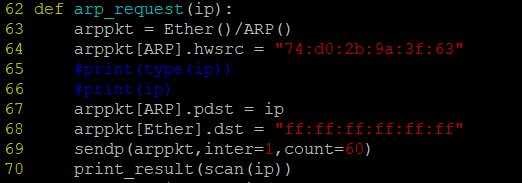 62 def arp_request(ip):
63     arppkt = Ether()/ARP()
64     arppkt[ARP].hwsrc = "74:d0:2b:9a:3f:63"
65     #print(type(ip))
66     #print(ip)
67     arppkt[ARP].pdst = ip
68     arppkt[Ether].dst = "ff:ff:ff:ff:ff:ff"
69     sendp(arppkt,inter=1,count=60)
70     print_result(scan(ip))